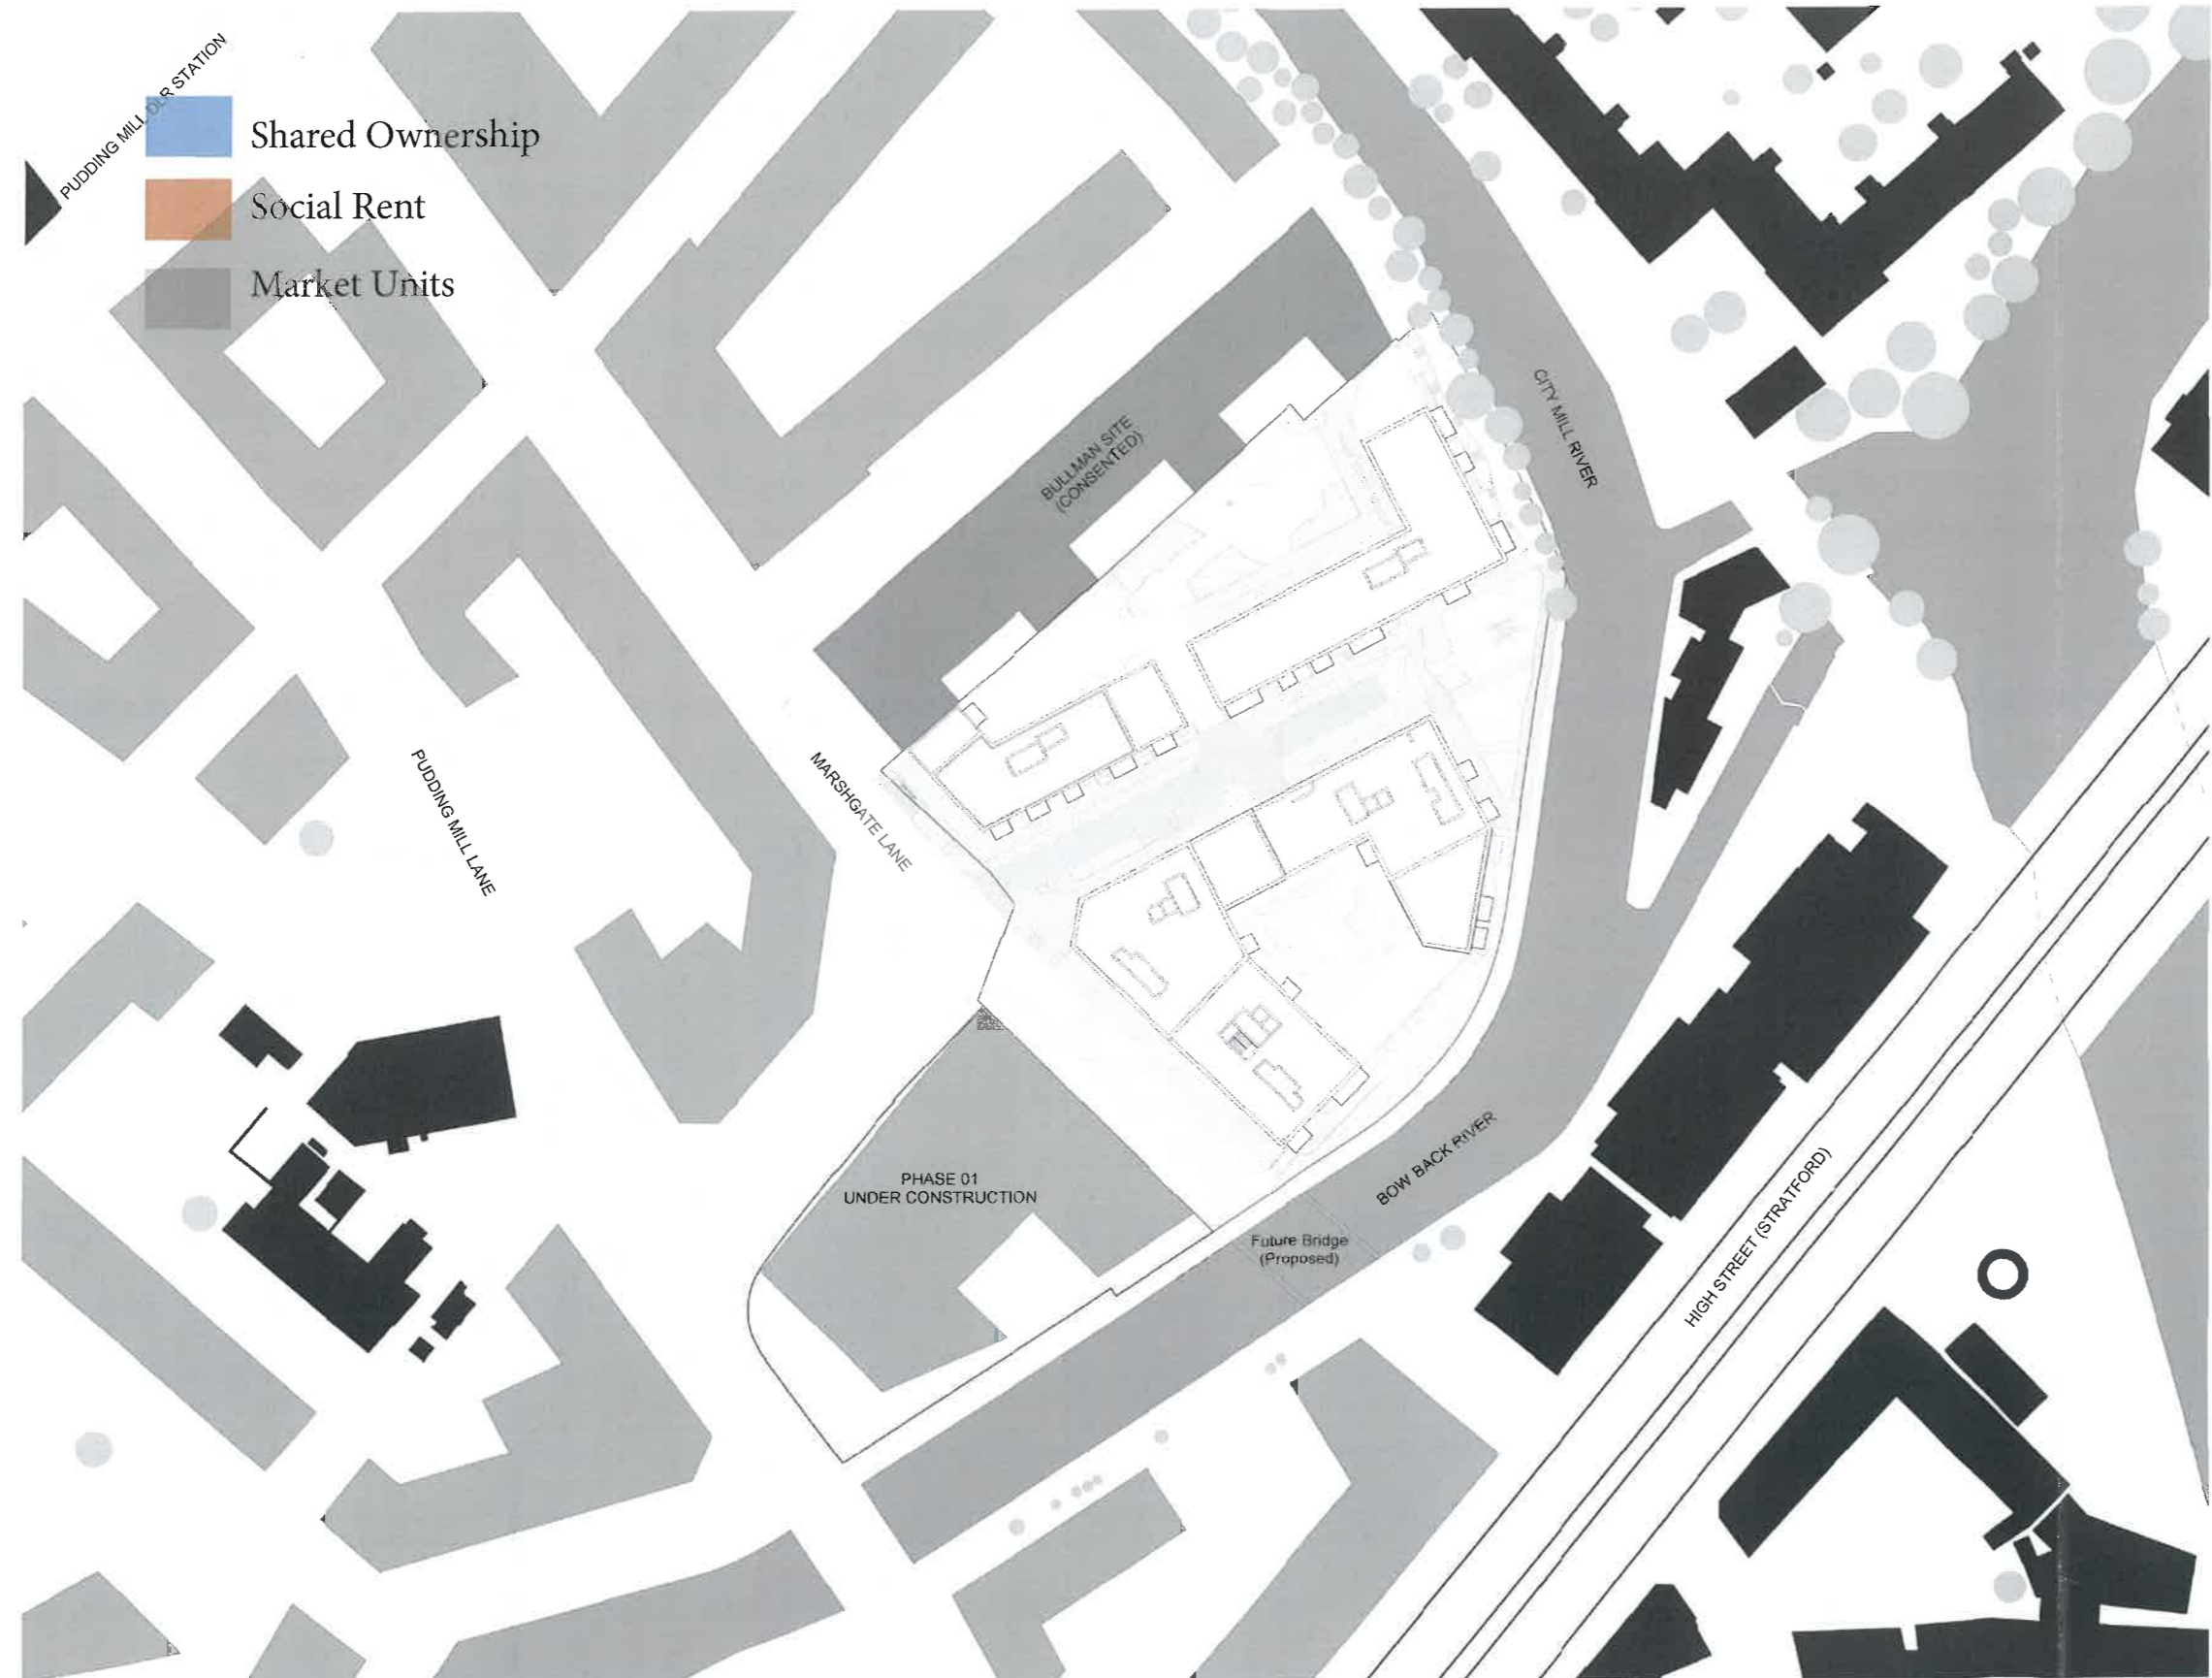 PUDDING MILL DLR STATION
Shared Ownership
Social Rent
Market Units
BULLMAN SITE
(CONSENTED)
CITY MILL RIVER
PUDDING MILL LANE
MARSHGATE LANE
PHASE 01
UNDER CONSTRUCTION
BOW BACK RIVER
Future Bridge
(Proposed)
HIGH STREET (STRATFORD)